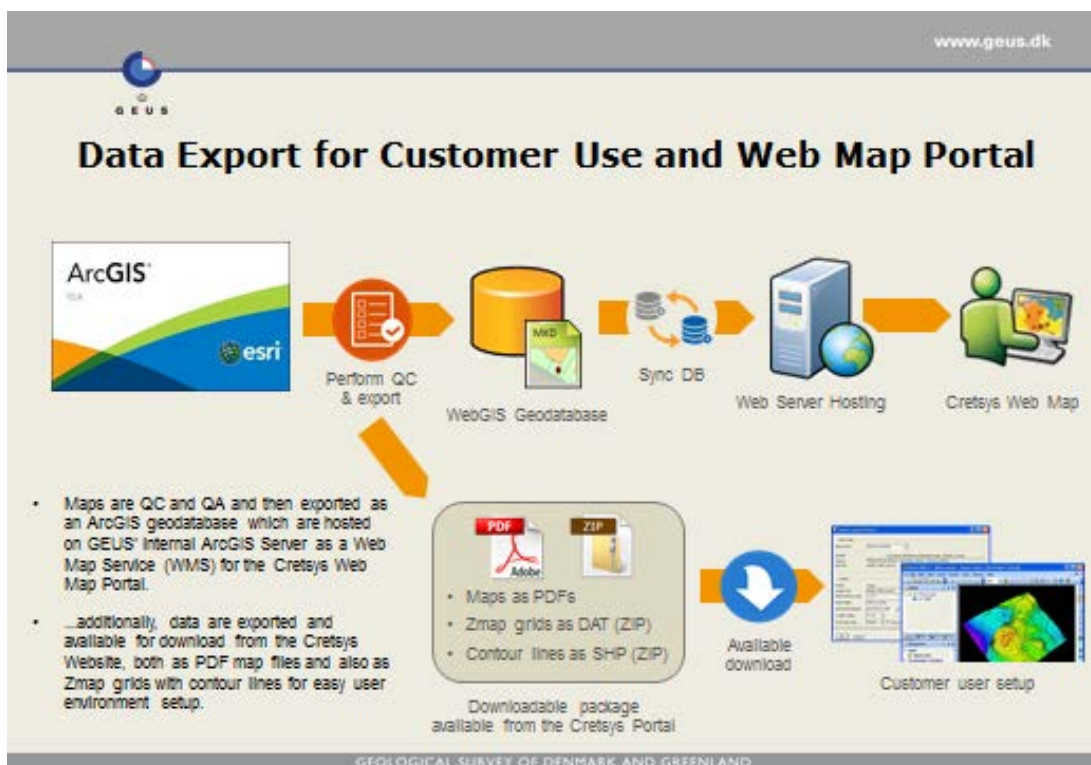 www.geus.dk
GEUS
Data Export for Customer Use and Web Map Portal
ArcGIS
esri
Perform QC
& export
MXD
WebGIS Geodatabase
Sync DB
Web Server Hosting
Cretsys Web Map
• Maps are QC and QA and then exported as
an ArcGIS geodatabase which are hosted
on GEUS' Internal ArcGIS Server as a Web
Map Service (WMS) for the Cretsys Web
Map Portal.
• ...additionally, data are exported and
available for download from the Cretsys
Website, both as PDF map files and also as
Zmap grids with contour lines for easy user
environment setup.
PDF
Adobe
ZIP
• Maps as PDFs
• Zmap grids as DAT (ZIP)
• Contour lines as SHP (ZIP)
Downloadable package
available from the Cretsys Portal
Available
download
Customer user setup
GEOLOGICAL SURVEY OF DENMARK AND GREENLAND